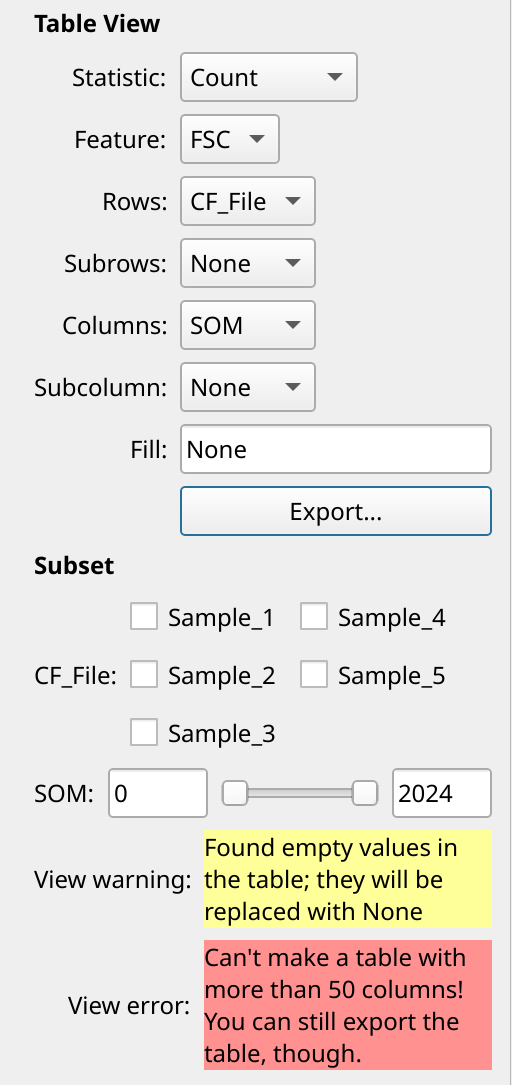 Table View
Statistic: Count
Feature: FSC
Rows: CF_File
Subrows: None
Columns: SOM
Subcolumn: None
Fill: None
Export...
Subset
Sample_1 Sample_4
CF_File: Sample_2 Sample_5
Sample_3
SOM: 0 2024
View warning: Found empty values in
the table; they will be
replaced with None
View error: Can't make a table with
more than 50 columns!
You can still export the
table, though.